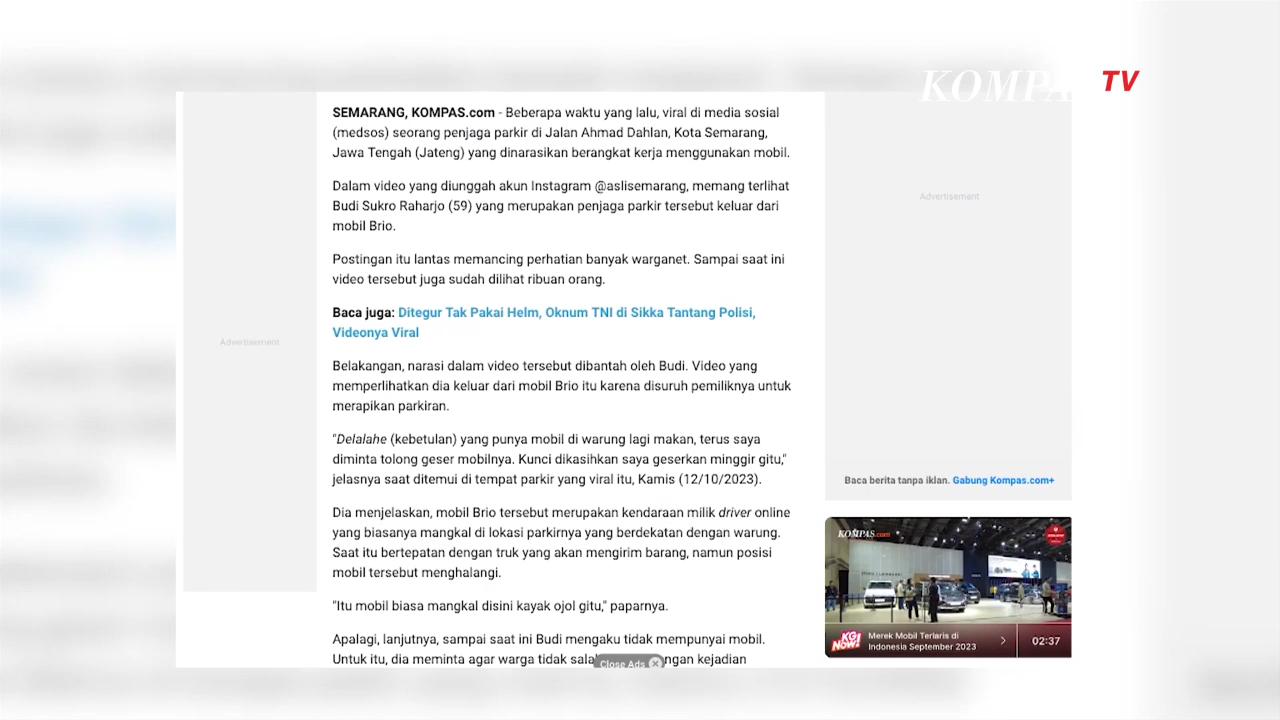 KOMPAS TV
SEMARANG, KOMPAS.com - Beberapa waktu yang lalu, viral di media sosial
(medsos) seorang penjaga parkir di Jalan Ahmad Dahlan, Kota Semarang,
Jawa Tengah (Jateng) yang dinarasikan berangkat kerja menggunakan mobil.
Dalam video yang diunggah akun Instagram @aslisemarang, memang terlihat
Budi Sukro Raharjo (59) yang merupakan penjaga parkir tersebut keluar dari
mobil Brio.
Postingan itu lantas memancing perhatian banyak warganet. Sampai saat ini
video tersebut juga sudah dilihat ribuan orang.
Baca juga: Ditegur Tak Pakai Helm, Oknum TNI di Sikka Tantang Polisi,
Videonya Viral
Belakangan, narasi dalam video tersebut dibantah oleh Budi. Video yang
memperlihatkan dia keluar dari mobil Brio itu karena disuruh pemiliknya untuk
merapikan parkiran.
"Delalahe (kebetulan) yang punya mobil di warung lagi makan, terus saya
diminta tolong geser mobilnya. Kunci dikasihkan saya geserkan minggir gitu,"
jelasnya saat ditemui di tempat parkir yang viral itu, Kamis (12/10/2023).
Dia menjelaskan, mobil Brio tersebut merupakan kendaraan milik driver online
yang biasanya mangkal di lokasi parkirnya yang berdekatan dengan warung.
Saat itu bertepatan dengan truk yang akan mengirim barang, namun posisi
mobil tersebut menghalangi.
"Itu mobil biasa mangkal disini kayak ojol gitu," paparnya.
Apalagi, lanjutnya, sampai saat ini Budi mengaku tidak mempunyai mobil.
Untuk itu, dia meminta agar warga tidak kejadian
Close Ads
Advertisement
Advertisement
Baca berita tanpa iklan. Gabung Kompas.com+
KOMPAS.com
KG NOW!
Merek Mobil Terlaris di
Indonesia September 2023
02:37